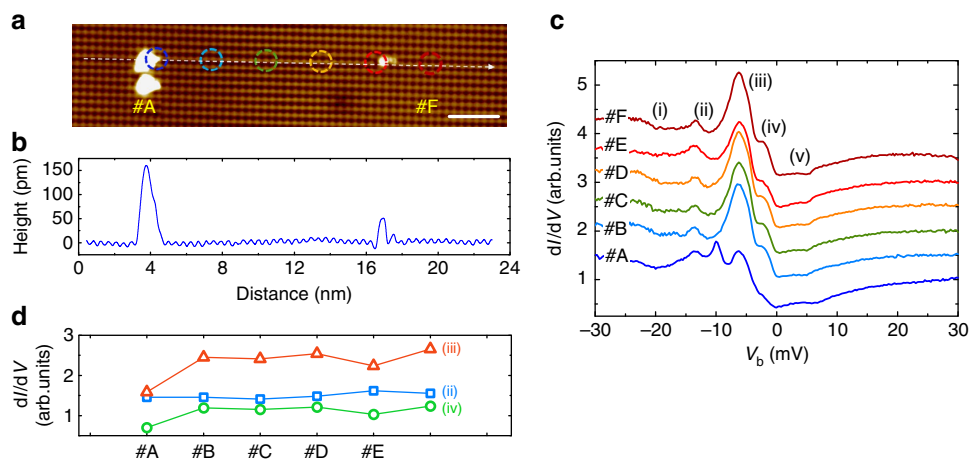 a
#A
#F
b
Height (pm)
150
100
50
0
0
4
8
12
16
20
24
Distance (nm)
d
dI/dV
(arb.units)
3
2
1
(iii)
(ii)
(iv)
#A
#B
#C
#D
#E
c
dI/dV (arb.units)
5
4
3
2
1
0
(i)
(ii)
(iii)
(iv)
(v)
#F
#E
#D
#C
#B
#A
−30
−20
−10
0
10
20
30
Vb (mV)